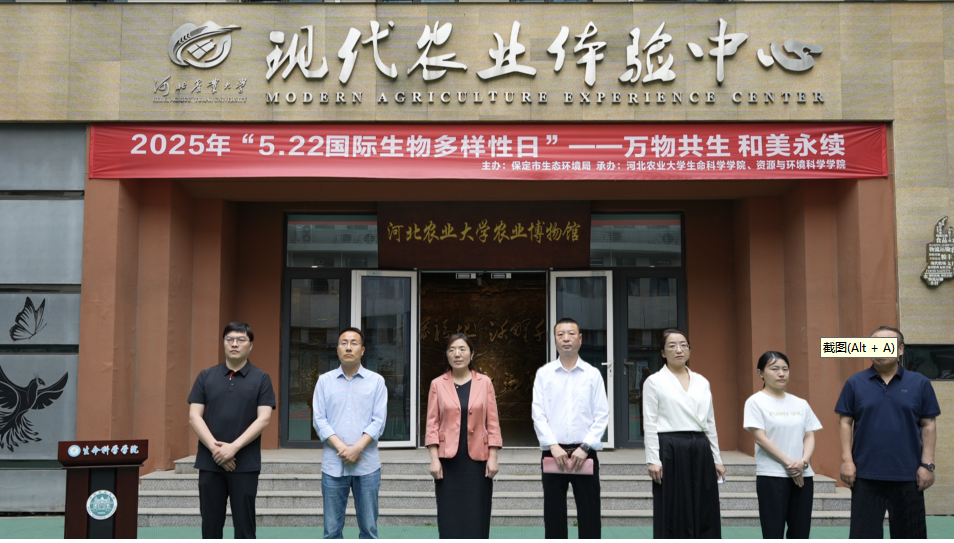 现代农业体验中心
河北农业大学
MODERN AGRICULTURE EXPERIENCE CENTER
2025年“5.22国际生物多样性日”——万物共生 和美永续
主办：保定市生态环境局 承办：河北农业大学生命科学学院、资源与环境科学学院
河北农业大学农业博物馆
截图(Alt + A)
生命科学学院